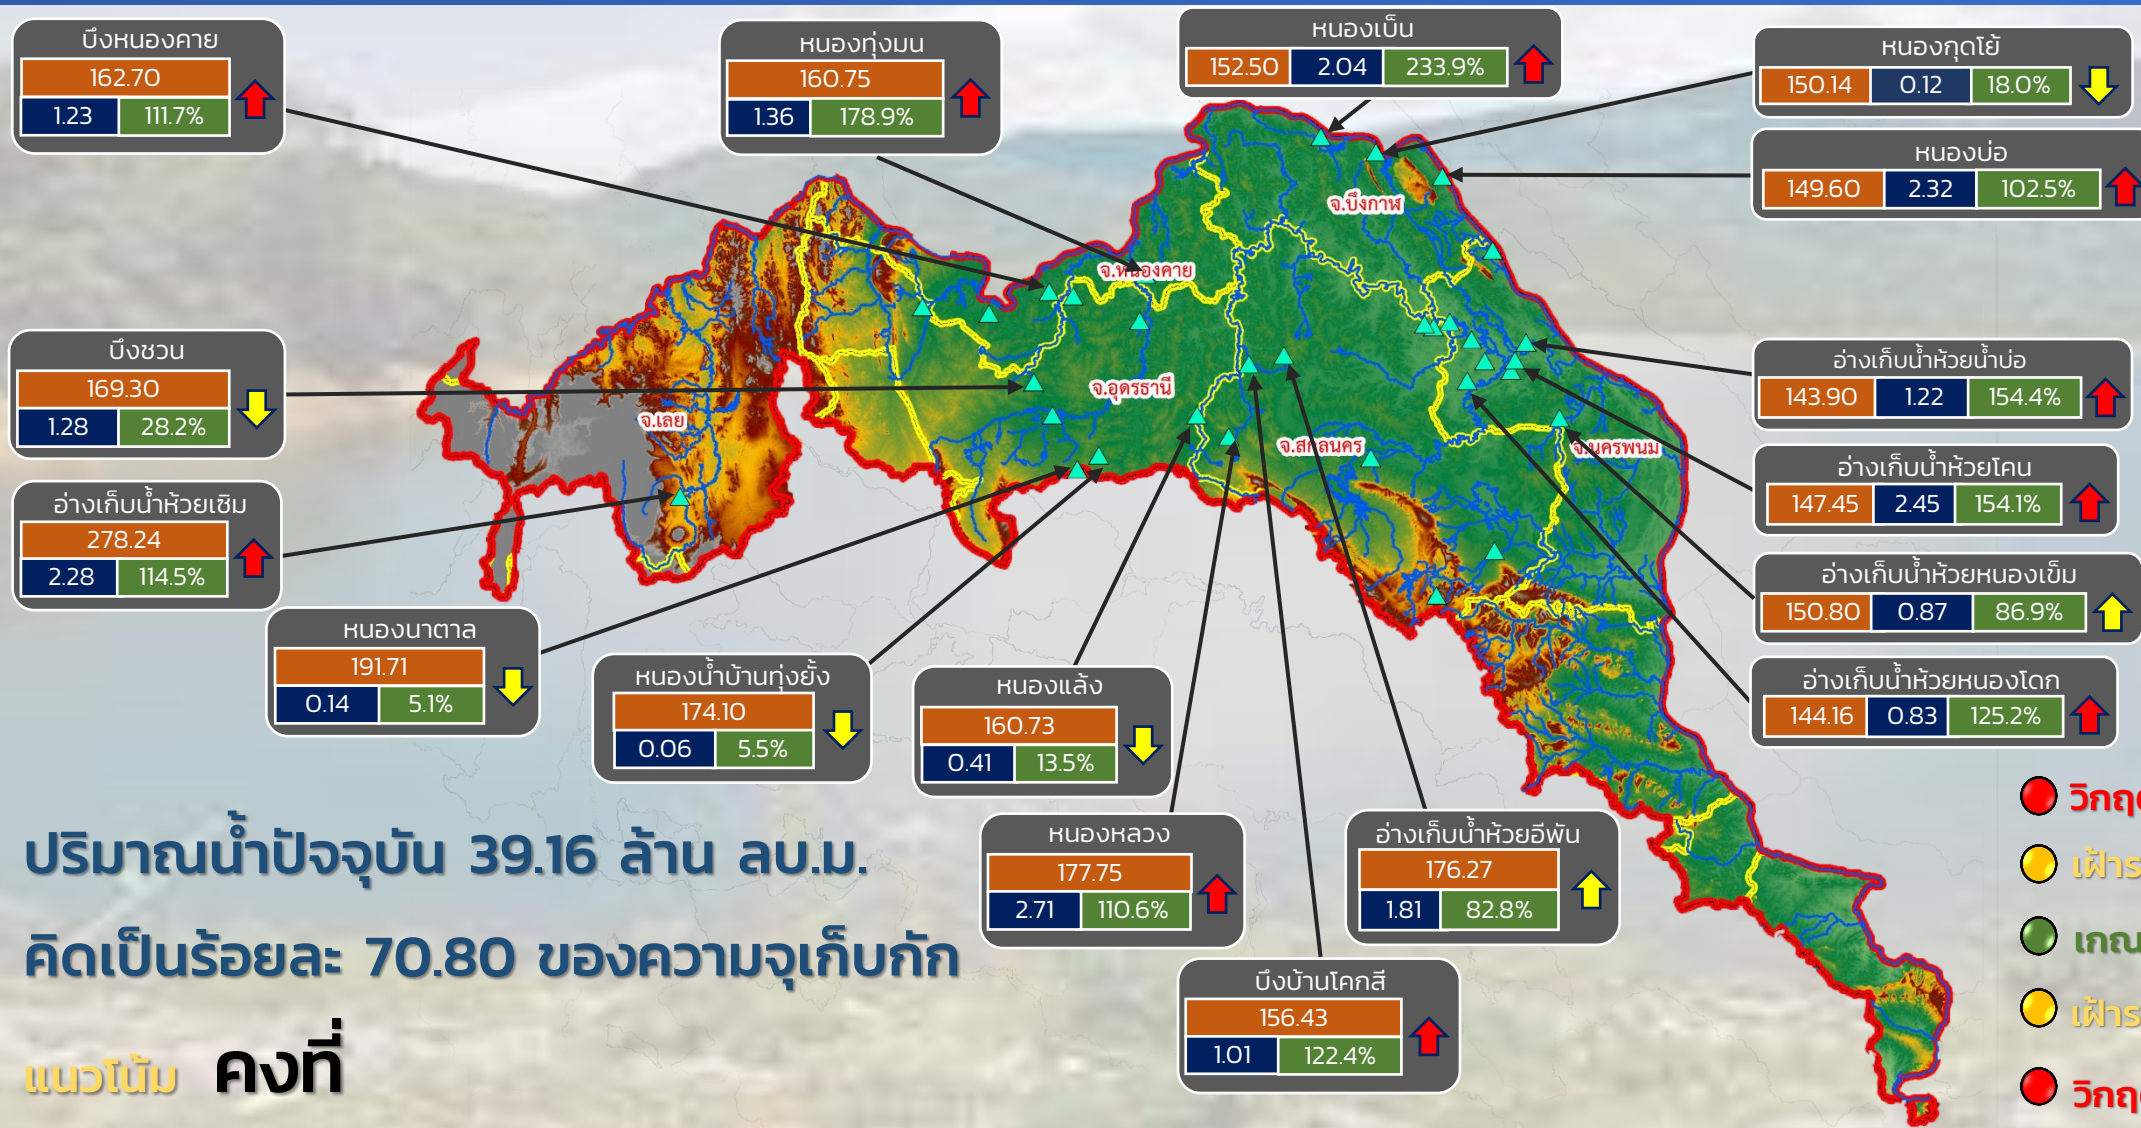 บึงหนองคาย
162.70
1.23 111.7%
หนองทุ่งมน
160.75
1.36 178.9%
หนองเบ็น
152.50 2.04 233.9%
หนองกุดโย้
150.14 0.12 18.0%
หนองบ่อ
149.60 2.32 102.5%
จ.บึงกาฬ
จ.หนองคาย
บึงชวน
169.30
1.28 28.2%
จ.อุดรธานี
จ.เลย
จ.สกลนคร
จ.นครพนม
อ่างเก็บน้ำห้วยน้ำบ่อ
143.90 1.22 154.4%
อ่างเก็บน้ำห้วยโคน
147.45 2.45 154.1%
อ่างเก็บน้ำห้วยเซิม
278.24
2.28 114.5%
อ่างเก็บน้ำห้วยหนองเข็ม
150.80 0.87 86.9%
หนองนาตาล
191.71
0.14 5.1%
หนองน้ำบ้านทุ่งยั้ง
174.10
0.06 5.5%
หนองแล้ง
160.73
0.41 13.5%
อ่างเก็บน้ำห้วยหนองโดก
144.16 0.83 125.2%
หนองหลวง
177.75
2.71 110.6%
อ่างเก็บน้ำห้วยอีพัน
176.27
1.81 82.8%
บึงบ้านโคกสี
156.43
1.01 122.4%
ปริมาณน้ำปัจจุบัน 39.16 ล้าน ลบ.ม.
คิดเป็นร้อยละ 70.80 ของความจุเก็บกัก
แนวโน้ม คงที่